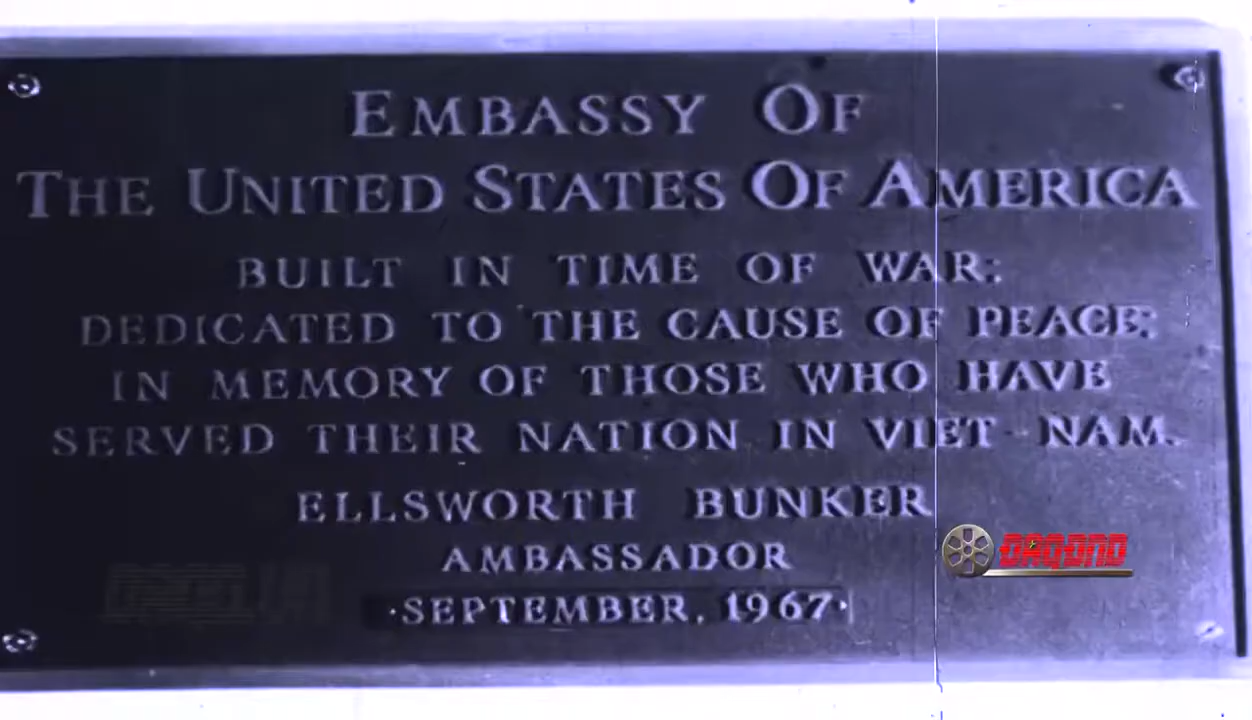 EMBASSY OF
THE UNITED STATES OF AMERICA
BUILT IN TIME OF WAR;
DEDICATED TO THE CAUSE OF PEACE;
IN MEMORY OF THOSE WHO HAVE
SERVED THEIR NATION IN VIET-NAM.
ELLSWORTH BUNKER
AMBASSADOR
·SEPTEMBER, 1967·
ĐAQĐND